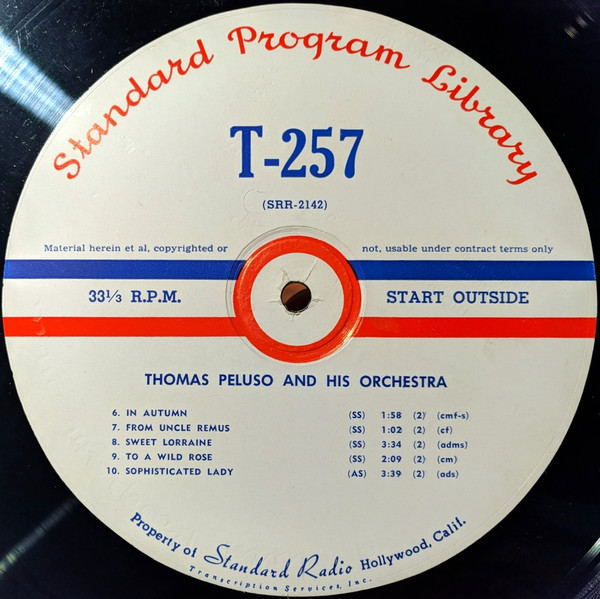 Standard Program Library
T-257
(SRR-2142)
Material herein et al, copyrighted or not, usable under contract terms only
33⅓ R.P.M. START OUTSIDE
THOMAS PELUSO AND HIS ORCHESTRA
6. IN AUTUMN (SS) 1:58 (2) (cmf-s)
7. FROM UNCLE REMUS (SS) 1:02 (2) (cf)
8. SWEET LORRAINE (SS) 3:34 (2) (adms)
9. TO A WILD ROSE (SS) 2:09 (2) (cm)
10. SOPHISTICATED LADY (AS) 3:39 (2) (ads)
Property of Standard Radio Hollywood, Calif.
Transcription Services, Inc.